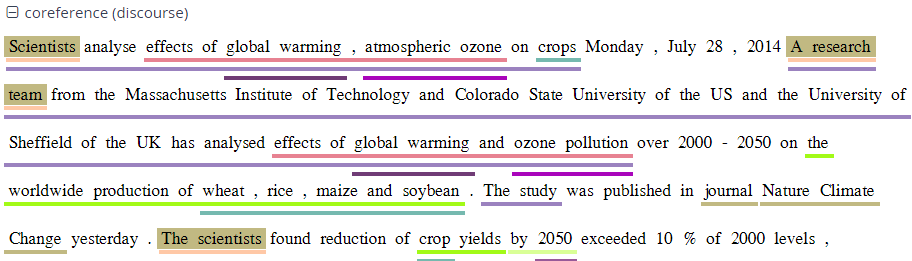 coreference (discourse)
Scientists analyse effects of global warming , atmospheric ozone on crops Monday , July 28 , 2014 A research
team from the Massachusetts Institute of Technology and Colorado State University of the US and the University of
Sheffield of the UK has analysed effects of global warming and ozone pollution over 2000 - 2050 on the
worldwide production of wheat , rice , maize and soybean . The study was published in journal Nature Climate
Change yesterday . The scientists found reduction of crop yields by 2050 exceeded 10 % of 2000 levels ,